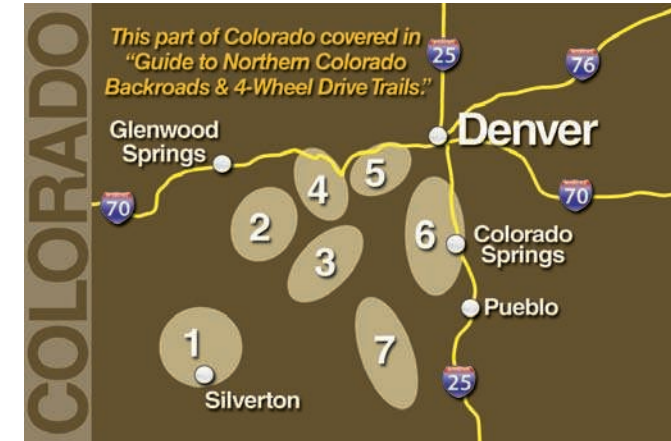 COLORADO
This part of Colorado covered in
“Guide to Northern Colorado
Backroads & 4-Wheel Drive Trails.”
25
76
Denver
Glenwood
Springs
70
4
5
70
2
3
6
Colorado
Springs
Pueblo
1
7
Silverton
25